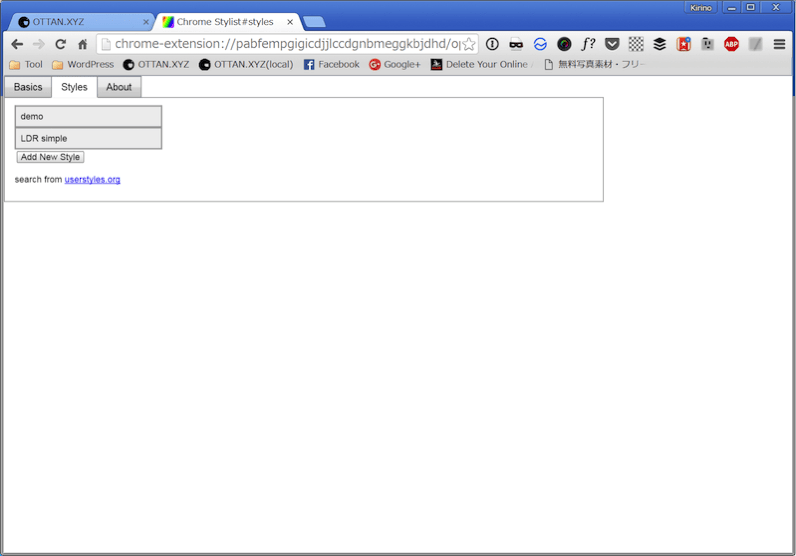 Kirino
OTTAN.XYZ
Chrome Stylist#styles
chrome-extension://pabfempgigicdjjlccdgnbmeggkbjdhd/op
f?
ABP
Tool
WordPress
OTTAN.XYZ
OTTAN.XYZ(local)
Facebook
Google+
Delete Your Online
無料写真素材・フリー
Basics
Styles
About
demo
LDR simple
Add New Style
search from userstyles.org